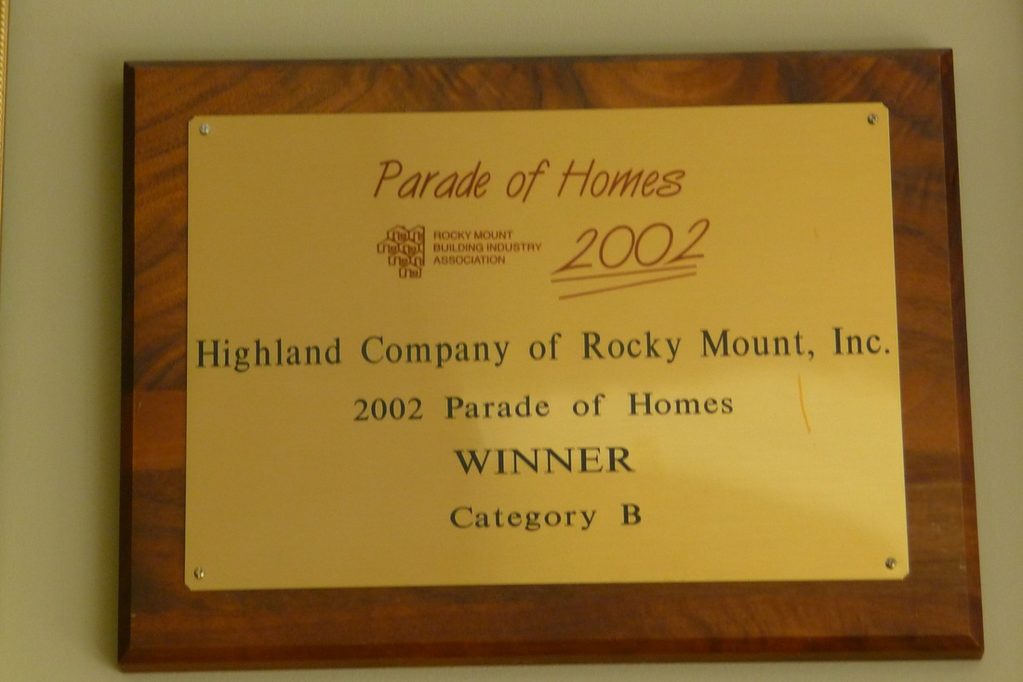 Parade of Homes
ROCKY MOUNT
BUILDING INDUSTRY
ASSOCIATION
2002
Highland Company of Rocky Mount, Inc.
2002 Parade of Homes
WINNER
Category B